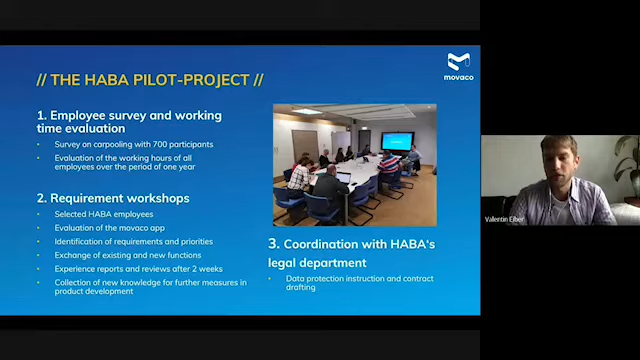 movaco
// THE HABA PILOT-PROJECT //
1. Employee survey and working
time evaluation
• Survey on carpooling with 700 participants
• Evaluation of the working hours of all
employees over the period of one year
2. Requirement workshops
• Selected HABA employees
• Evaluation of the movaco app
• Identification of requirements and priorities
• Exchange of existing and new functions
• Experience reports and reviews after 2 weeks
• Collection of new knowledge for further measures in
product development
3. Coordination with HABA's
legal department
• Data protection instruction and contract
drafting
Valentin Elber